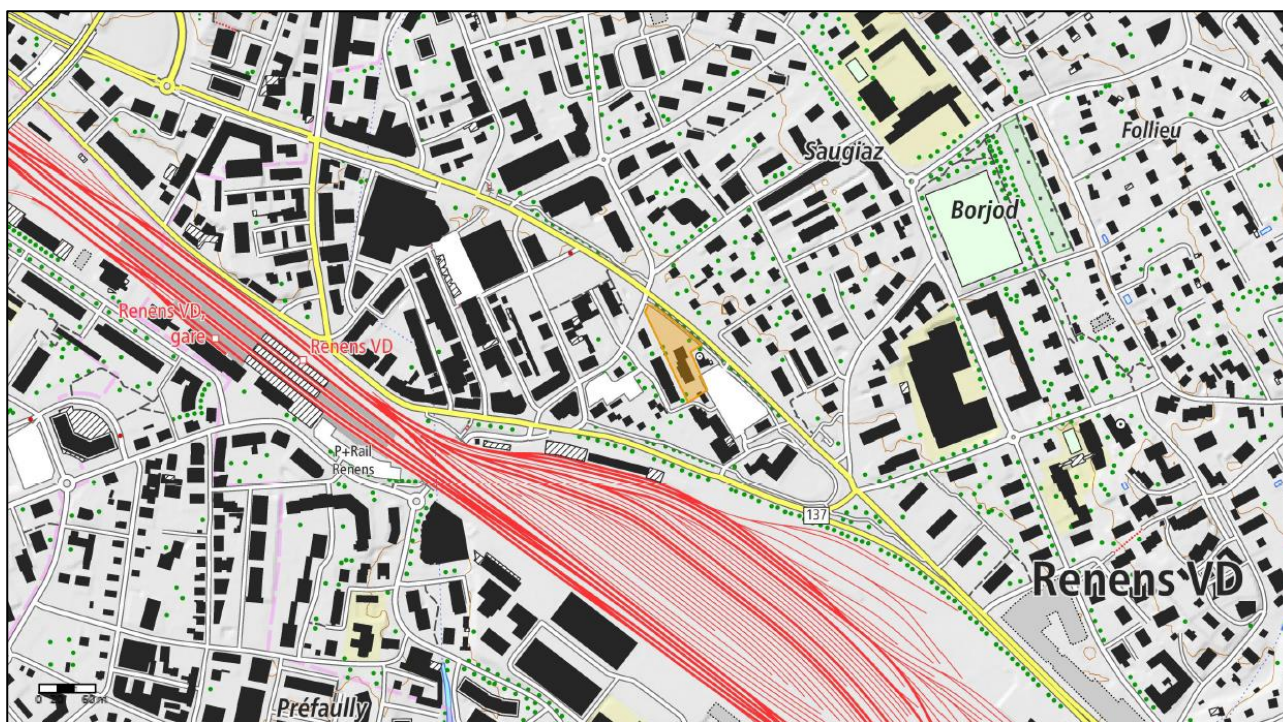 Follieu
Saugiaz
Borjod
Renens VD,
gare
Renens VD
P+Rail
Renens
137
Renens VD
Préfaully